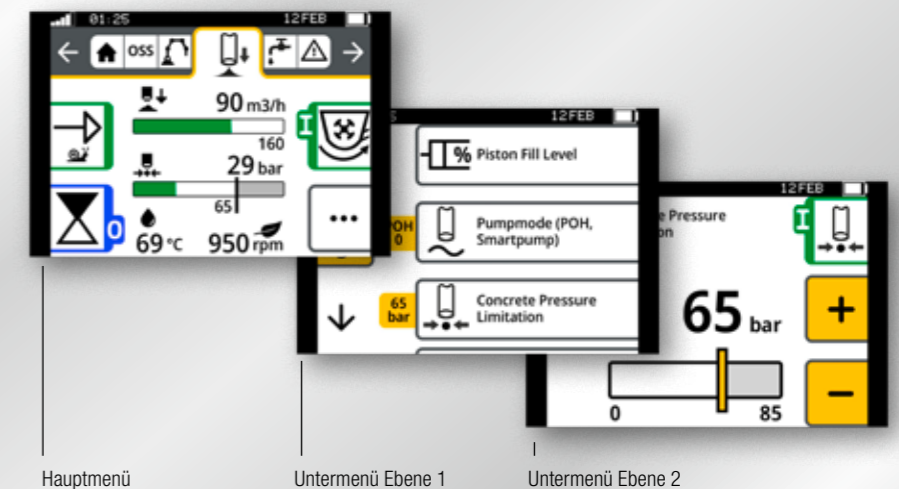 01:25 12FEB
OSS
90 m3/h
160
29 bar
65
69 °C 950 rpm
I
O
12FEB
% Piston Fill Level
POH
0
Pumpmode (POH,
Smartpump)
65
bar
Concrete Pressure
Limitation
12FEB
Pressure
I
65 bar
+
−
0 85
Hauptmenü Untermenü Ebene 1 Untermenü Ebene 2